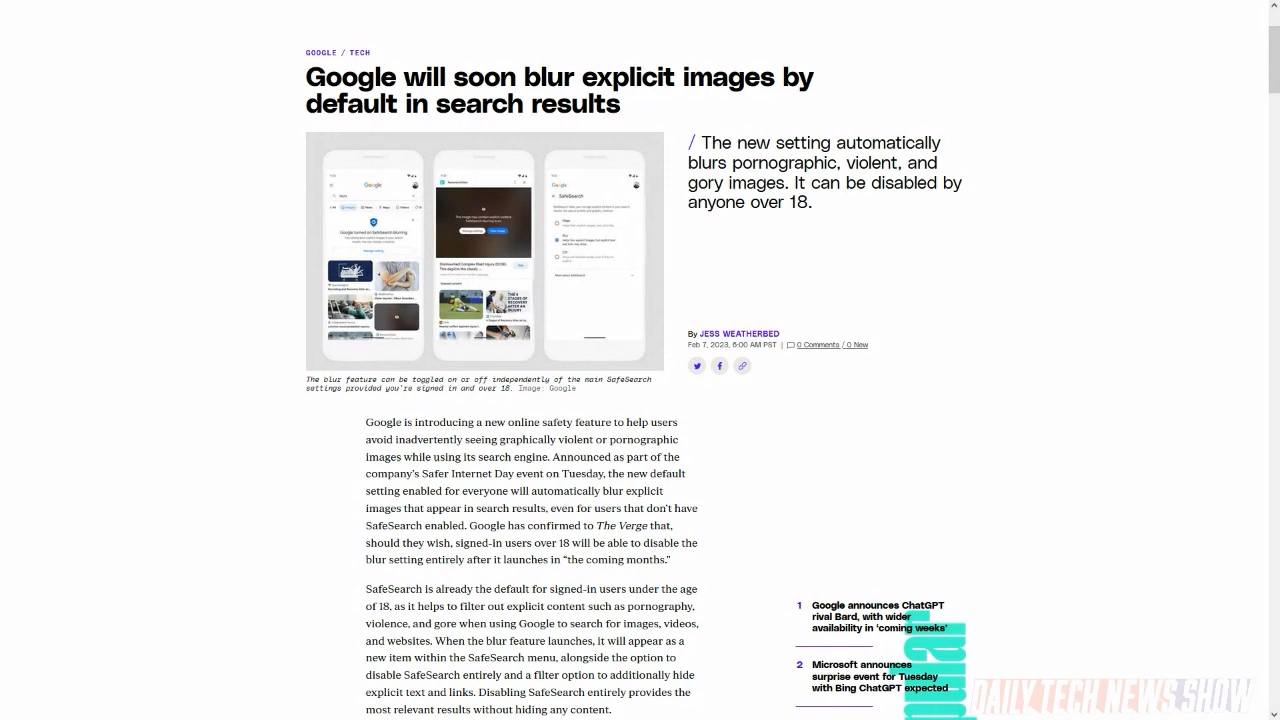 GOOGLE / TECH
Google will soon blur explicit images by
default in search results
/ The new setting automatically
blurs pornographic, violent, and
gory images. It can be disabled by
anyone over 18.
Google
Google turned on SafeSearch blurring
Google
SafeSearch
By JESS WEATHERBED
Feb 7, 2023, 6:00 AM PST | 0 Comments / 0 New
The blur feature can be toggled on or off independently of the main SafeSearch
settings provided you're signed in and over 18. Image: Google
Google is introducing a new online safety feature to help users
avoid inadvertently seeing graphically violent or pornographic
images while using its search engine. Announced as part of the
company's Safer Internet Day event on Tuesday, the new default
setting enabled for everyone will automatically blur explicit
images that appear in search results, even for users that don't have
SafeSearch enabled. Google has confirmed to The Verge that,
should they wish, signed-in users over 18 will be able to disable the
blur setting entirely after it launches in “the coming months.”
SafeSearch is already the default for signed-in users under the age
of 18, as it helps to filter out explicit content such as pornography,
violence, and gore when using Google to search for images, videos,
and websites. When the blur feature launches, it will appear as a
new item within the SafeSearch menu, alongside the option to
disable SafeSearch entirely and a filter option to additionally hide
explicit text and links. Disabling SafeSearch entirely provides the
most relevant results without hiding any content.
1 Google announces ChatGPT
rival Bard, with wider
availability in ‘coming weeks’
2 Microsoft announces
surprise event for Tuesday
with Bing ChatGPT expected
DAILY TECH NEWS SHOW